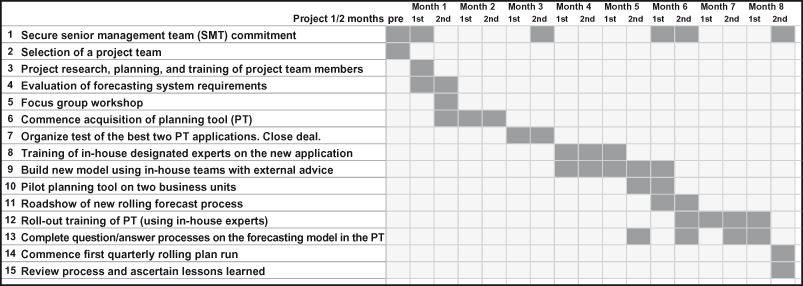 Month 1 Month 2 Month 3 Month 4 Month 5 Month 6 Month 7 Month 8
Project 1/2 months pre 1st 2nd 1st 2nd 1st 2nd 1st 2nd 1st 2nd 1st 2nd 1st 2nd 1st 2nd
1 Secure senior management team (SMT) commitment
2 Selection of a project team
3 Project research, planning, and training of project team members
4 Evaluation of forecasting system requirements
5 Focus group workshop
6 Commence acquisition of planning tool (PT)
7 Organize test of the best two PT applications. Close deal.
8 Training of in-house designated experts on the new application
9 Build new model using in-house teams with external advice
10 Pilot planning tool on two business units
11 Roadshow of new rolling forecast process
12 Roll-out training of PT (using in-house experts)
13 Complete question/answer processes on the forecasting model in the PT
14 Commence first quarterly rolling plan run
15 Review process and ascertain lessons learned